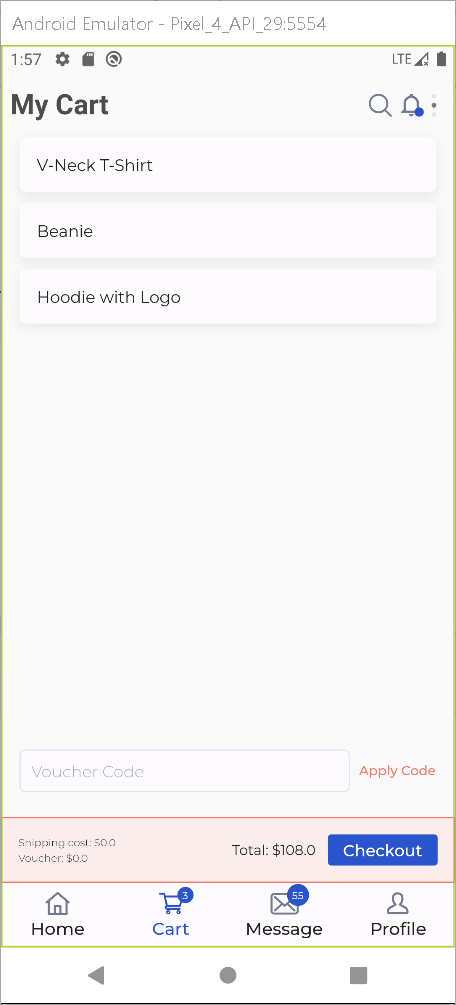 Android Emulator - Pixel_4_API_29:5554
1:57 LTE
My Cart
V-Neck T-Shirt
Beanie
Hoodie with Logo
Voucher Code Apply Code
Shipping cost: $0.0
Voucher: $0.0
Total: $108.0 Checkout
3 55
Home Cart Message Profile